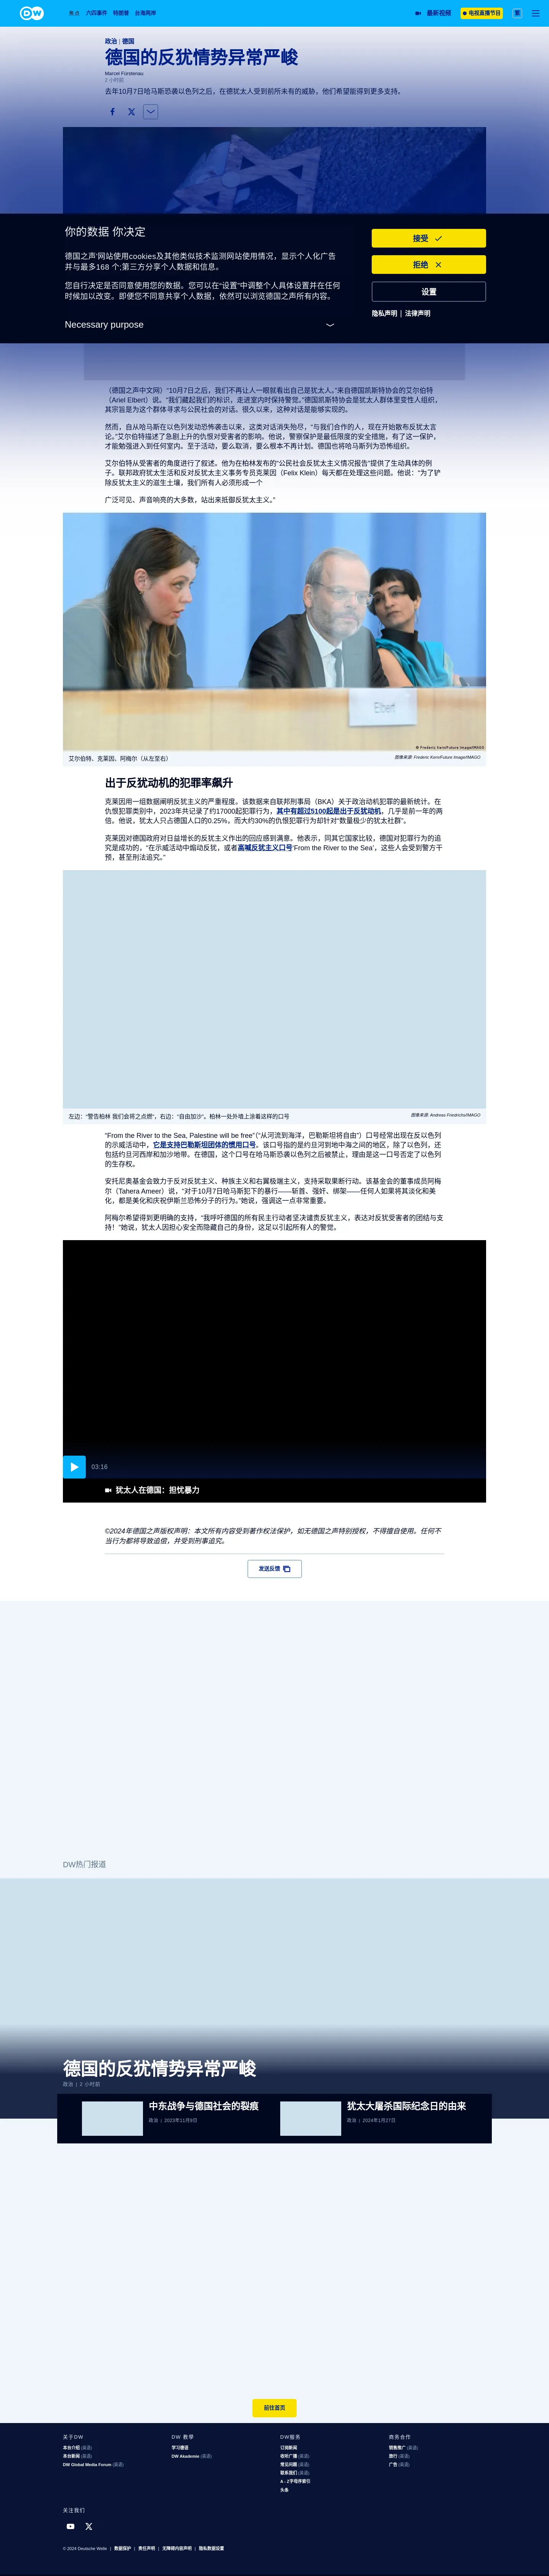 DW
焦点 六四事件 特朗普 台海两岸
最新视频 电视直播节目 繁
政治 | 德国
德国的反犹情势异常严峻
Marcel Fürstenau
2 小时前
去年10月7日哈马斯恐袭以色列之后，在德犹太人受到前所未有的威胁，他们希望能得到更多支持。
你的数据 你决定
德国之声'网站使用cookies及其他类似技术监测网站使用情况，显示个人化广告
并与最多168 个;第三方分享个人数据和信息。
您自行决定是否同意使用您的数据。您可以在“设置”中调整个人具体设置并在任何
时候加以改变。即便您不同意共享个人数据，依然可以浏览德国之声所有内容。
Necessary purpose
接受
拒绝
设置
隐私声明 | 法律声明
（德国之声中文网）“10月7日之后，我们不再让人一眼就看出自己是犹太人。”来自德国凯斯特协会的艾尔伯特
（Ariel Elbert）说。“我们藏起我们的标识，走进室内时保持警觉。”德国凯斯特协会是犹太人群体里变性人组织，
其宗旨是为这个群体寻求与公民社会的对话。很久以来，这种对话是能够实现的。
然而，自从哈马斯在以色列发动恐怖袭击以来，这类对话消失殆尽，“与我们合作的人，现在开始散布反犹太言
论。”艾尔伯特描述了急剧上升的仇恨对受害者的影响。他说，警察保护是最低限度的安全措施，有了这一保护，
才能勉强进入到任何室内。至于活动，要么取消，要么根本不再计划。德国也将哈马斯列为恐怖组织。
艾尔伯特从受害者的角度进行了叙述。他为在柏林发布的“公民社会反犹太主义情况报告”提供了生动具体的例
子。联邦政府犹太生活和反对反犹太主义事务专员克莱因（Felix Klein）每天都在处理这些问题。他说：“为了铲
除反犹太主义的滋生土壤，我们所有人必须形成一个
广泛可见、声音响亮的大多数，站出来抵御反犹太主义。”
Elbert
© Frederic Kern/Future Image/IMAGO
艾尔伯特、克莱因、阿梅尔（从左至右）
图像来源: Frederic Kern/Future Image/IMAGO
出于反犹动机的犯罪率飙升
克莱因用一组数据阐明反犹主义的严重程度。该数据来自联邦刑事局（BKA）关于政治动机犯罪的最新统计。在
仇恨犯罪类别中，2023年共记录了约17000起犯罪行为，其中有超过5100起是出于反犹动机。几乎是前一年的两
倍。他说，犹太人只占德国人口的0.25%。而大约30%的仇恨犯罪行为却针对“数量极少的犹太社群”。
克莱因对德国政府对日益增长的反犹主义作出的回应感到满意。他表示，同其它国家比较，德国对犯罪行为的追
究是成功的，“在示威活动中煽动反犹，或者高喊反犹主义口号‘From the River to the Sea’，这些人会受到警方干
预，甚至刑法追究。”
左边：“警告柏林 我们会将之点燃”，右边：“自由加沙”。柏林一处外墙上涂着这样的口号
图像来源: Andreas Friedrichs/IMAGO
“From the River to the Sea, Palestine will be free”（“从河流到海洋，巴勒斯坦将自由”）口号经常出现在反以色列
的示威活动中，它是支持巴勒斯坦团体的惯用口号。该口号指的是约旦河到地中海之间的地区，除了以色列，还
包括约旦河西岸和加沙地带。在德国，这个口号在哈马斯恐袭以色列之后被禁止，理由是这一口号否定了以色列
的生存权。
安托尼奥基金会致力于反对反犹主义、种族主义和右翼极端主义，支持采取果断行动。该基金会的董事成员阿梅
尔（Tahera Ameer）说，“对于10月7日哈马斯犯下的暴行——斩首、强奸、绑架——任何人如果将其淡化和美
化，都是美化和庆祝伊斯兰恐怖分子的行为。”她说，强调这一点非常重要。
阿梅尔希望得到更明确的支持，“我呼吁德国的所有民主行动者坚决谴责反犹主义，表达对反犹受害者的团结与支
持！”她说，犹太人因担心安全而隐藏自己的身份，这足以引起所有人的警觉。
03:16
犹太人在德国：担忧暴力
©2024年德国之声版权声明：本文所有内容受到著作权法保护，如无德国之声特别授权，不得擅自使用。任何不
当行为都将导致追偿，并受到刑事追究。
发送反馈
DW热门报道
德国的反犹情势异常严峻
政治 | 2 小时前
中东战争与德国社会的裂痕
政治 | 2023年11月9日
犹太大屠杀国际纪念日的由来
政治 | 2024年1月27日
前往首页
关于DW
本台介绍 (英语)
本台新闻 (英语)
DW Global Media Forum (英语)
DW 教學
学习德语
DW Akademie (英语)
DW服务
订阅新闻
收听广播 (英语)
常见问题 (英语)
联系我们 (英语)
A - Z字母序索引
头条
商务合作
销售推广 (英语)
旅行 (英语)
广告 (英语)
关注我们
© 2024 Deutsche Welle | 数据保护 | 责任声明 | 无障碍内容声明 | 隐私数据设置